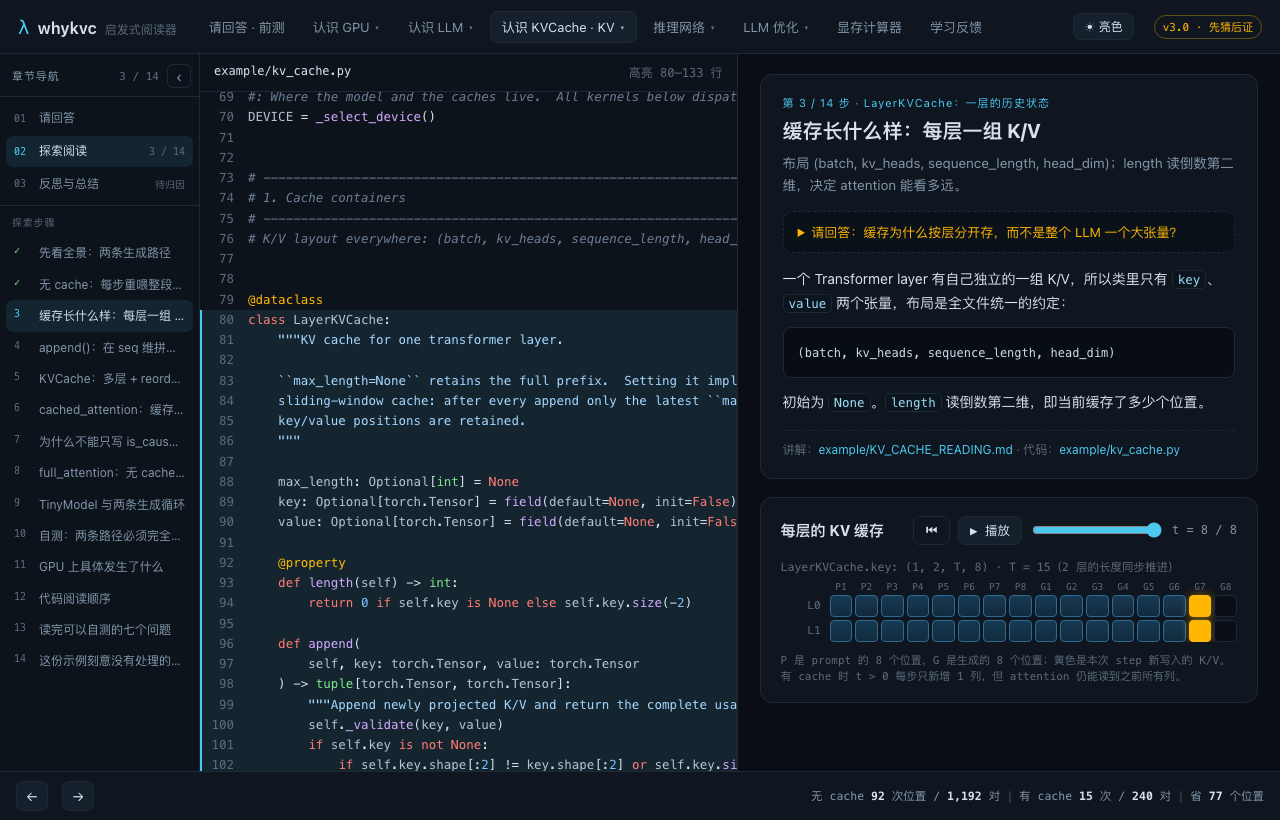 λ whykvc 启发式阅读器
请回答 · 前测
认识 GPU
认识 LLM
认识 KVCache · KV
推理网络
LLM 优化
显存计算器
学习反馈
☀ 亮色
v3.0 · 先猜后证
章节导航 3 / 14 ‹
01 请回答
02 探索阅读 3 / 14
03 反思与总结 待归因
探索步骤
✓ 先看全景：两条生成路径
✓ 无 cache：每步重喂整段…
3 缓存长什么样：每层一组 …
4 append()：在 seq 维拼…
5 KVCache：多层 + reord…
6 cached_attention：缓存…
7 为什么不能只写 is_caus…
8 full_attention：无 cache…
9 TinyModel 与两条生成循环
10 自测：两条路径必须完全…
11 GPU 上具体发生了什么
12 代码阅读顺序
13 读完可以自测的七个问题
14 这份示例刻意没有处理的…
example/kv_cache.py 高亮 80–133 行
69 #: Where the model and the caches live.  All kernels below dispat
70 DEVICE = _select_device()
71
72
73 # ---------------------------------------------------------------
74 # 1. Cache containers
75 # ---------------------------------------------------------------
76 # K/V layout everywhere: (batch, kv_heads, sequence_length, head_
77
78
79 @dataclass
80 class LayerKVCache:
81     """KV cache for one transformer layer.
82
83     ``max_length=None`` retains the full prefix.  Setting it impl
84     sliding-window cache: after every append only the latest ``ma
85     key/value positions are retained.
86     """
87
88     max_length: Optional[int] = None
89     key: Optional[torch.Tensor] = field(default=None, init=False)
90     value: Optional[torch.Tensor] = field(default=None, init=Fals
91
92     @property
93     def length(self) -> int:
94         return 0 if self.key is None else self.key.size(-2)
95
96     def append(
97         self, key: torch.Tensor, value: torch.Tensor
98     ) -> tuple[torch.Tensor, torch.Tensor]:
99         """Append newly projected K/V and return the complete usa
100         self._validate(key, value)
101         if self.key is not None:
102             if self.key.shape[:2] != key.shape[:2] or self.key.si
第 3 / 14 步 · LayerKVCache：一层的历史状态
缓存长什么样：每层一组 K/V
布局 (batch, kv_heads, sequence_length, head_dim)；length 读倒数第二
维，决定 attention 能看多远。
▶ 请回答：缓存为什么按层分开存，而不是整个 LLM 一个大张量？
一个 Transformer layer 有自己独立的一组 K/V，所以类里只有 key、
value 两个张量，布局是全文件统一的约定：
(batch, kv_heads, sequence_length, head_dim)
初始为 None。length 读倒数第二维，即当前缓存了多少个位置。
讲解：example/KV_CACHE_READING.md · 代码：example/kv_cache.py
每层的 KV 缓存 ⏮ ▶ 播放 t = 8 / 8
LayerKVCache.key: (1, 2, T, 8) · T = 15（2 层的长度同步推进）
P1 P2 P3 P4 P5 P6 P7 P8 G1 G2 G3 G4 G5 G6 G7 G8
L0
L1
P 是 prompt 的 8 个位置，G 是生成的 8 个位置；黄色是本次 step 新写入的 K/V。
有 cache 时 t > 0 每步只新增 1 列，但 attention 仍能读到之前所有列。
← →
无 cache 92 次位置 / 1,192 对 | 有 cache 15 次 / 240 对 | 省 77 个位置